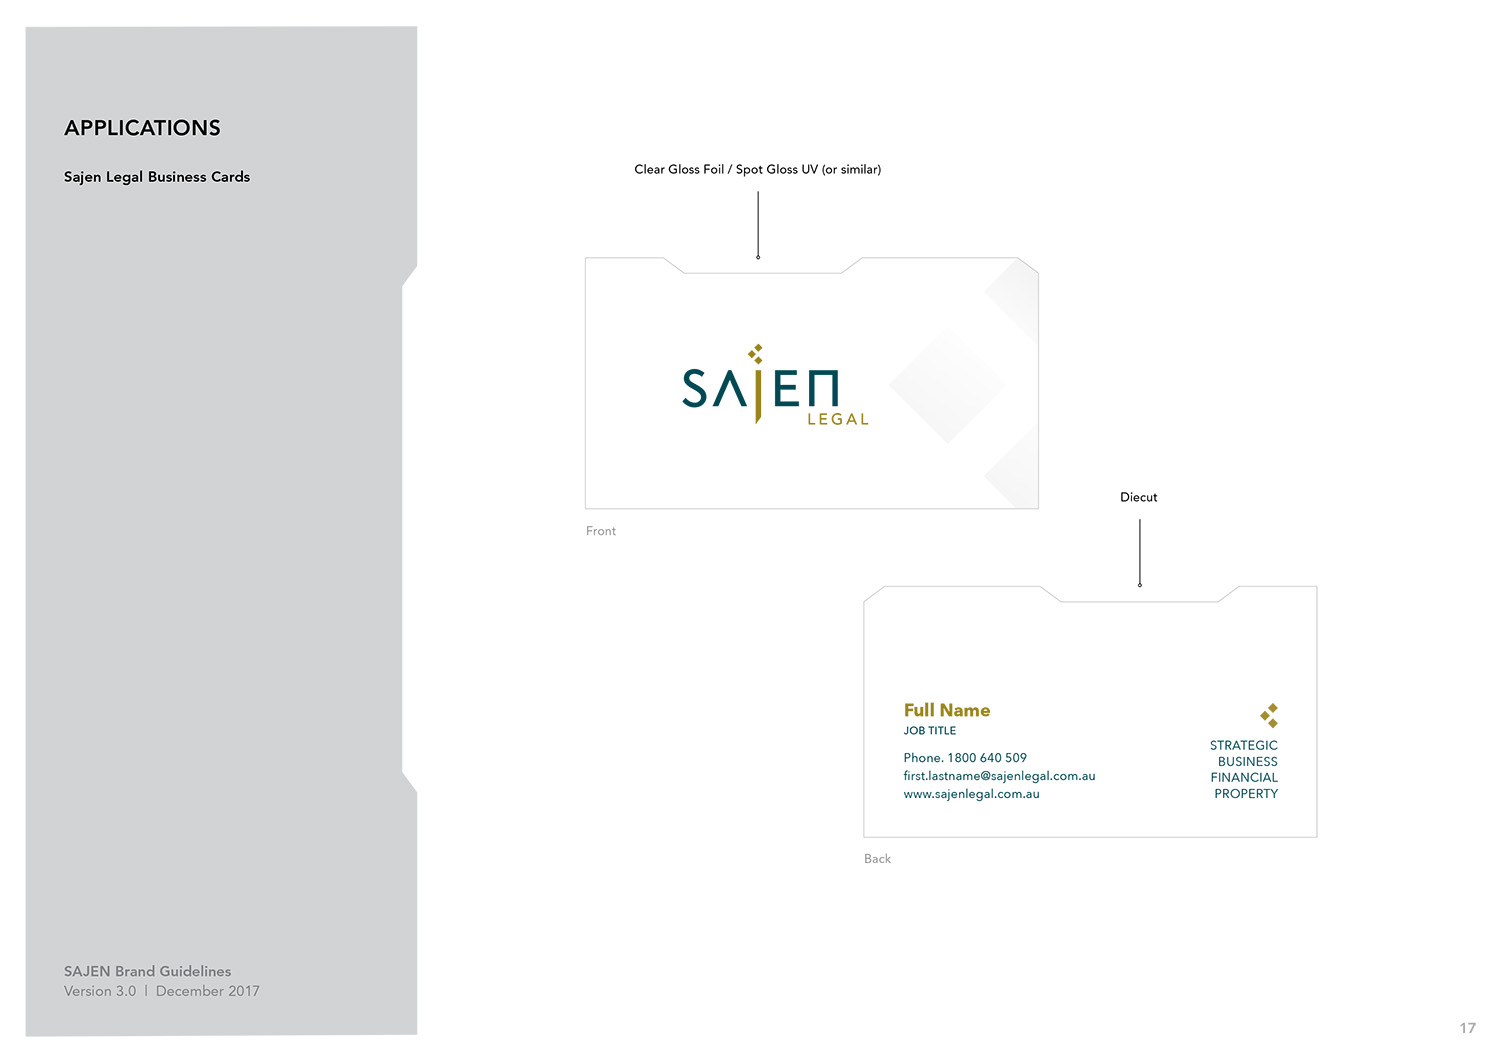 APPLICATIONS
Sajen Legal Business Cards
Clear Gloss Foil / Spot Gloss UV (or similar)
SAJEN
LEGAL
Front
Diecut
Full Name
JOB TITLE
Phone. 1800 640 509
first.lastname@sajenlegal.com.au
www.sajenlegal.com.au
STRATEGIC
BUSINESS
FINANCIAL
PROPERTY
Back
SAJEN Brand Guidelines
Version 3.0 | December 2017
17